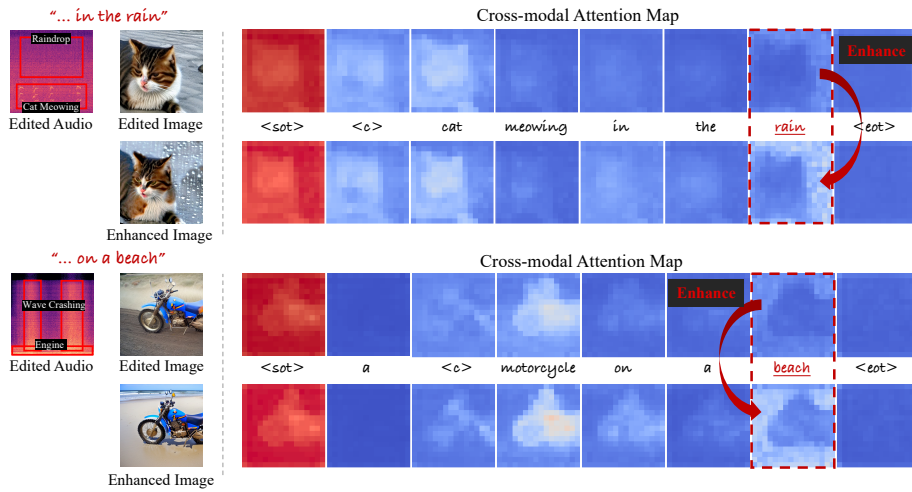 "... in the rain"
Cross-modal Attention Map
Raindrop
Cat Meowing
Edited Audio
Edited Image
Enhance
<sot> <c> cat meowing in the rain <eot>
Enhanced Image
"... on a beach"
Cross-modal Attention Map
Wave Crashing
Engine
Edited Audio
Edited Image
Enhance
<sot> a <c> motorcycle on a beach <eot>
Enhanced Image